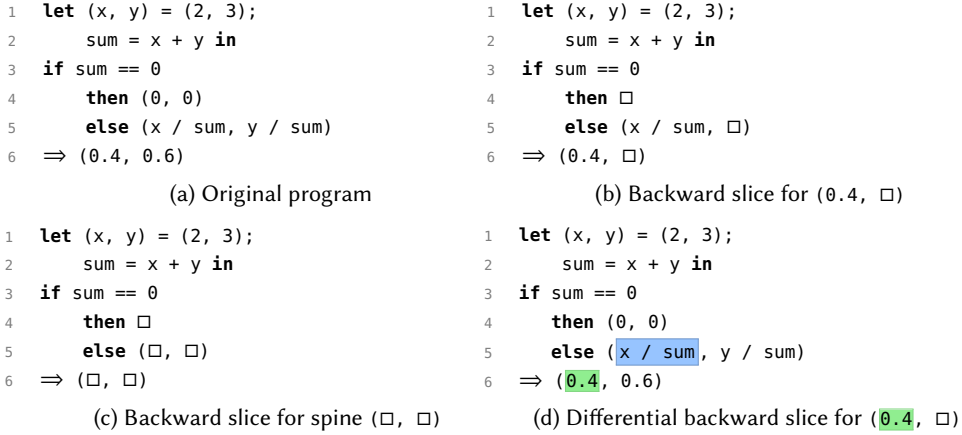 1 let (x, y) = (2, 3);
2 sum = x + y in
3 if sum == 0
4 then (0, 0)
5 else (x / sum, y / sum)
6 ⇒ (0.4, 0.6)
(a) Original program
1 let (x, y) = (2, 3);
2 sum = x + y in
3 if sum == 0
4 then □
5 else (x / sum, □)
6 ⇒ (0.4, □)
(b) Backward slice for (0.4, □)
1 let (x, y) = (2, 3);
2 sum = x + y in
3 if sum == 0
4 then □
5 else (□, □)
6 ⇒ (□, □)
(c) Backward slice for spine (□, □)
1 let (x, y) = (2, 3);
2 sum = x + y in
3 if sum == 0
4 then (0, 0)
5 else (x / sum, y / sum)
6 ⇒ (0.4, 0.6)
(d) Differential backward slice for (0.4, □)